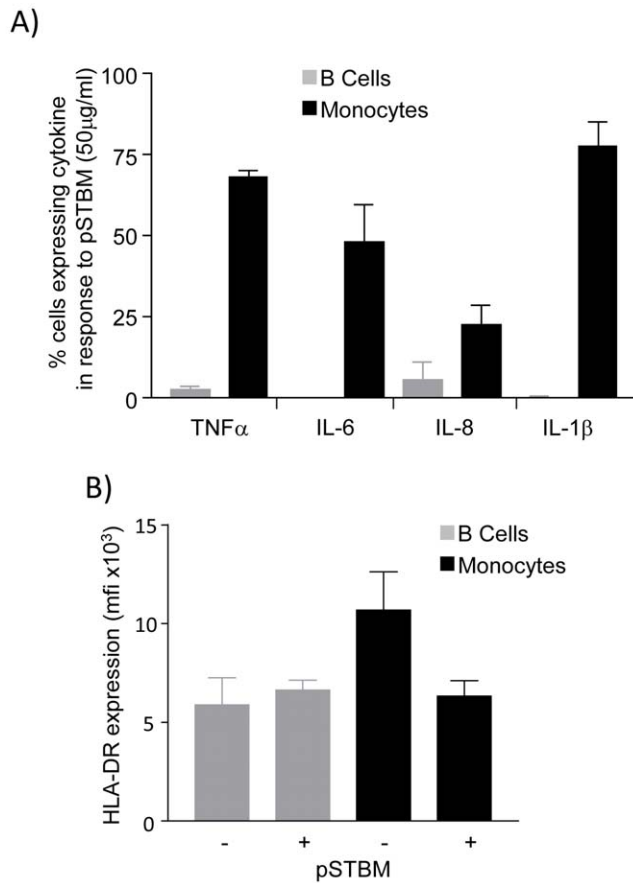 A)
% cells expressing cytokine
in response to pSTBM (50µg/ml)
100
75
50
25
0
B Cells
Monocytes
TNFα IL-6 IL-8 IL-1β
B)
HLA-DR expression (mfi x10³)
15
10
5
0
B Cells
Monocytes
- + - +
pSTBM